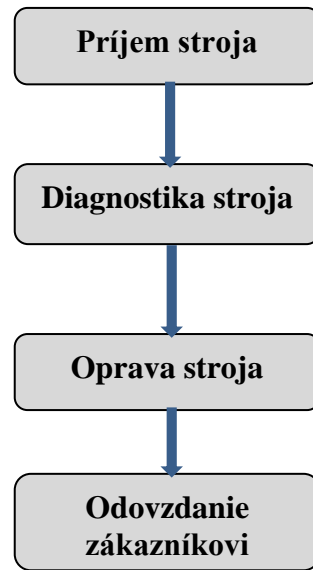 Príjem stroja
Diagnostika stroja
Oprava stroja
Odovzdanie
zákazníkovi